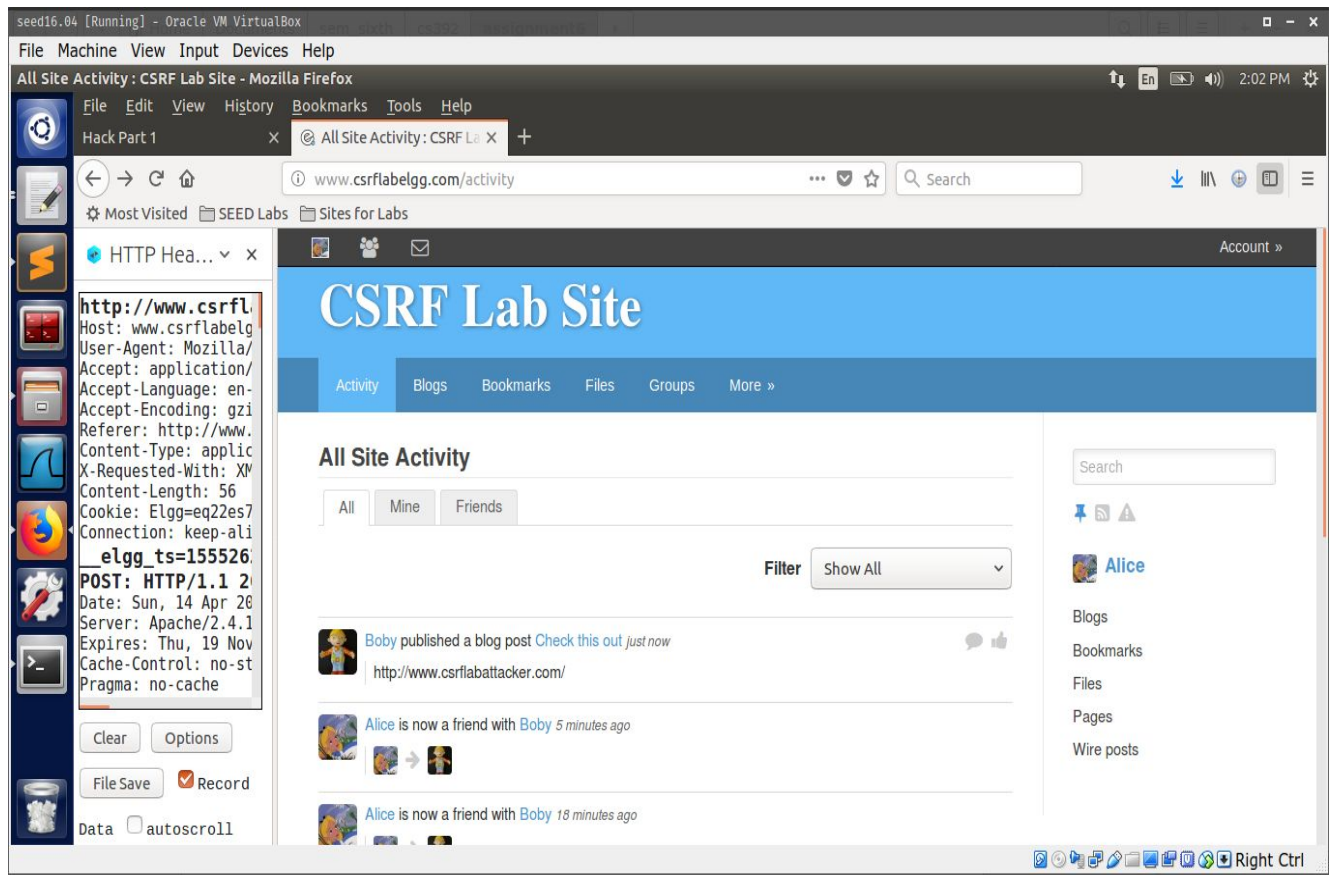 seed16.04 [Running] - Oracle VM VirtualBox
File Machine View Input Devices Help
All Site Activity : CSRF Lab Site - Mozilla Firefox
En 2:02 PM
File Edit View History Bookmarks Tools Help
Hack Part 1
All Site Activity : CSRF La
www.csrflabelgg.com/activity
Search
Most Visited SEED Labs Sites for Labs
HTTP Hea...
Account »
http://www.csrfl
Host: www.csrflabelg
User-Agent: Mozilla/
Accept: application/
Accept-Language: en-
Accept-Encoding: gzi
Referer: http://www.
Content-Type: applic
X-Requested-With: XM
Content-Length: 56
Cookie: Elgg=eq22es7
Connection: keep-ali
__elgg_ts=155526
POST: HTTP/1.1 2
Date: Sun, 14 Apr 20
Server: Apache/2.4.1
Expires: Thu, 19 Nov
Cache-Control: no-st
Pragma: no-cache
Clear Options
File Save Record
Data autoscroll
CSRF Lab Site
Activity Blogs Bookmarks Files Groups More »
All Site Activity
All Mine Friends
Filter Show All
Boby published a blog post Check this out just now
http://www.csrflabattacker.com/
Alice is now a friend with Boby 5 minutes ago
Alice is now a friend with Boby 18 minutes ago
Search
Alice
Blogs
Bookmarks
Files
Pages
Wire posts
Right Ctrl